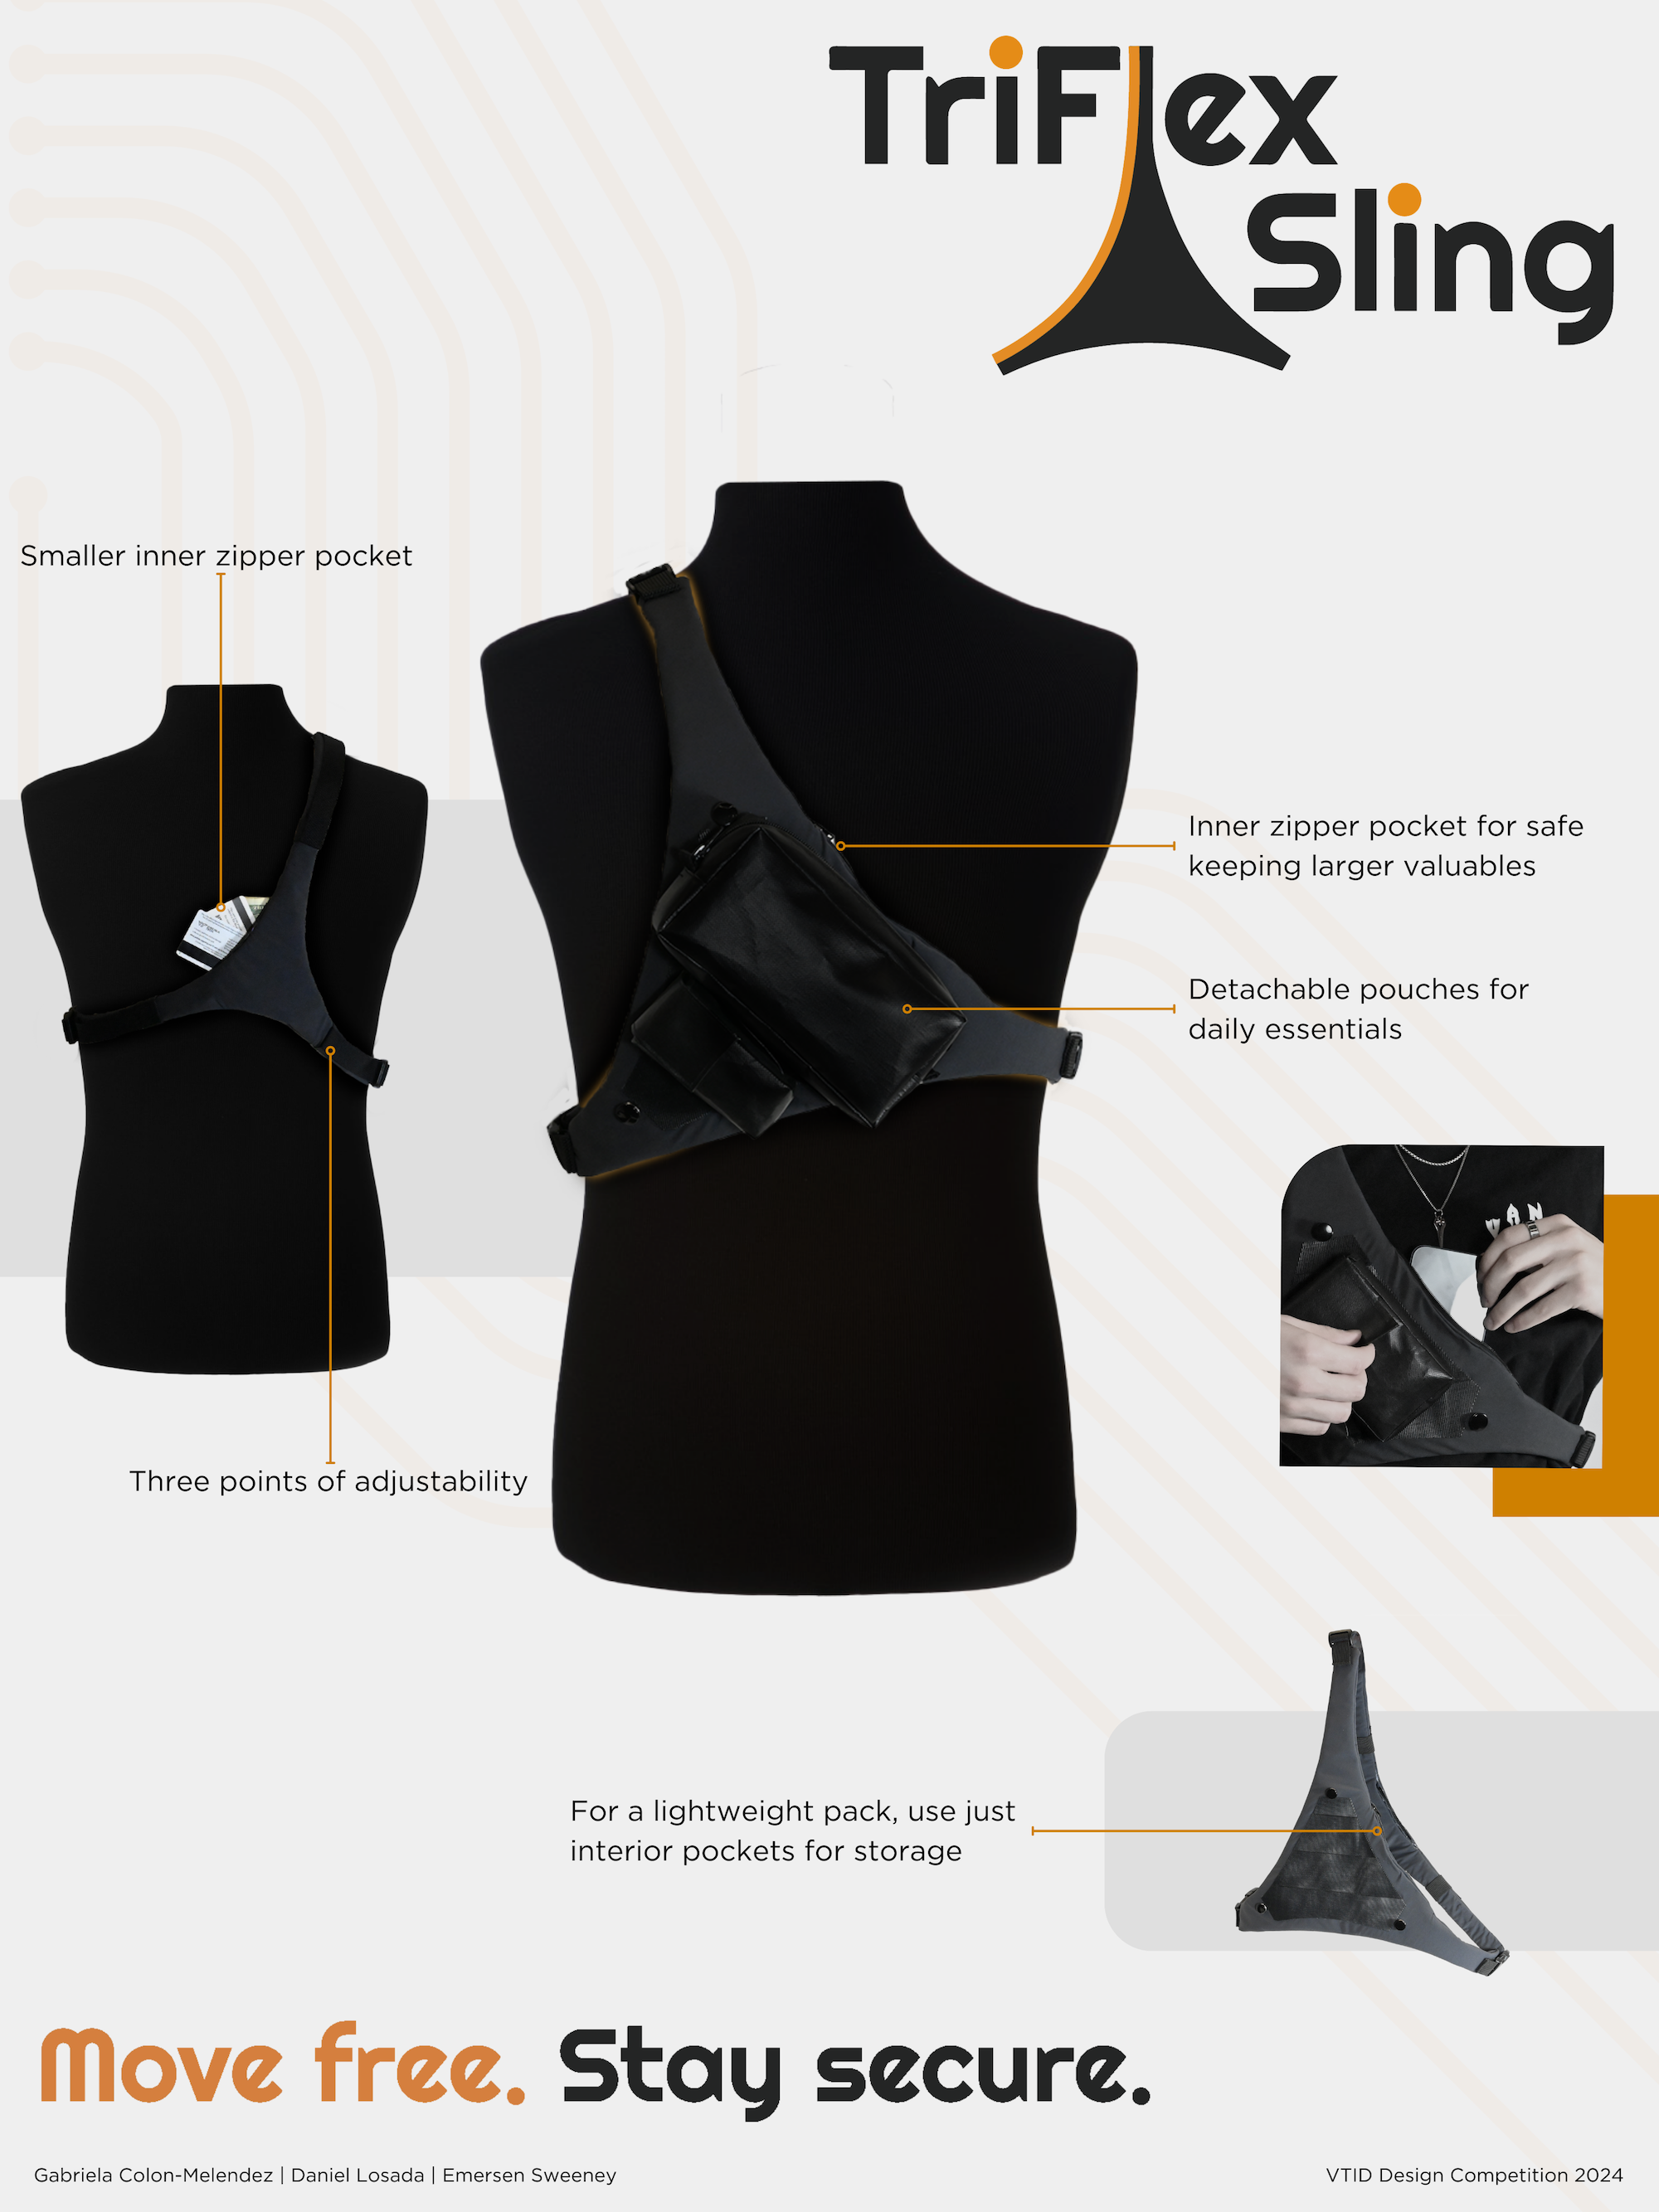 TriFlex
Sling
Smaller inner zipper pocket
Inner zipper pocket for safe
keeping larger valuables
Detachable pouches for
daily essentials
VAN
Three points of adjustability
For a lightweight pack, use just
interior pockets for storage
Move free. Stay secure.
Gabriela Colon-Melendez | Daniel Losada | Emersen Sweeney
VTID Design Competition 2024